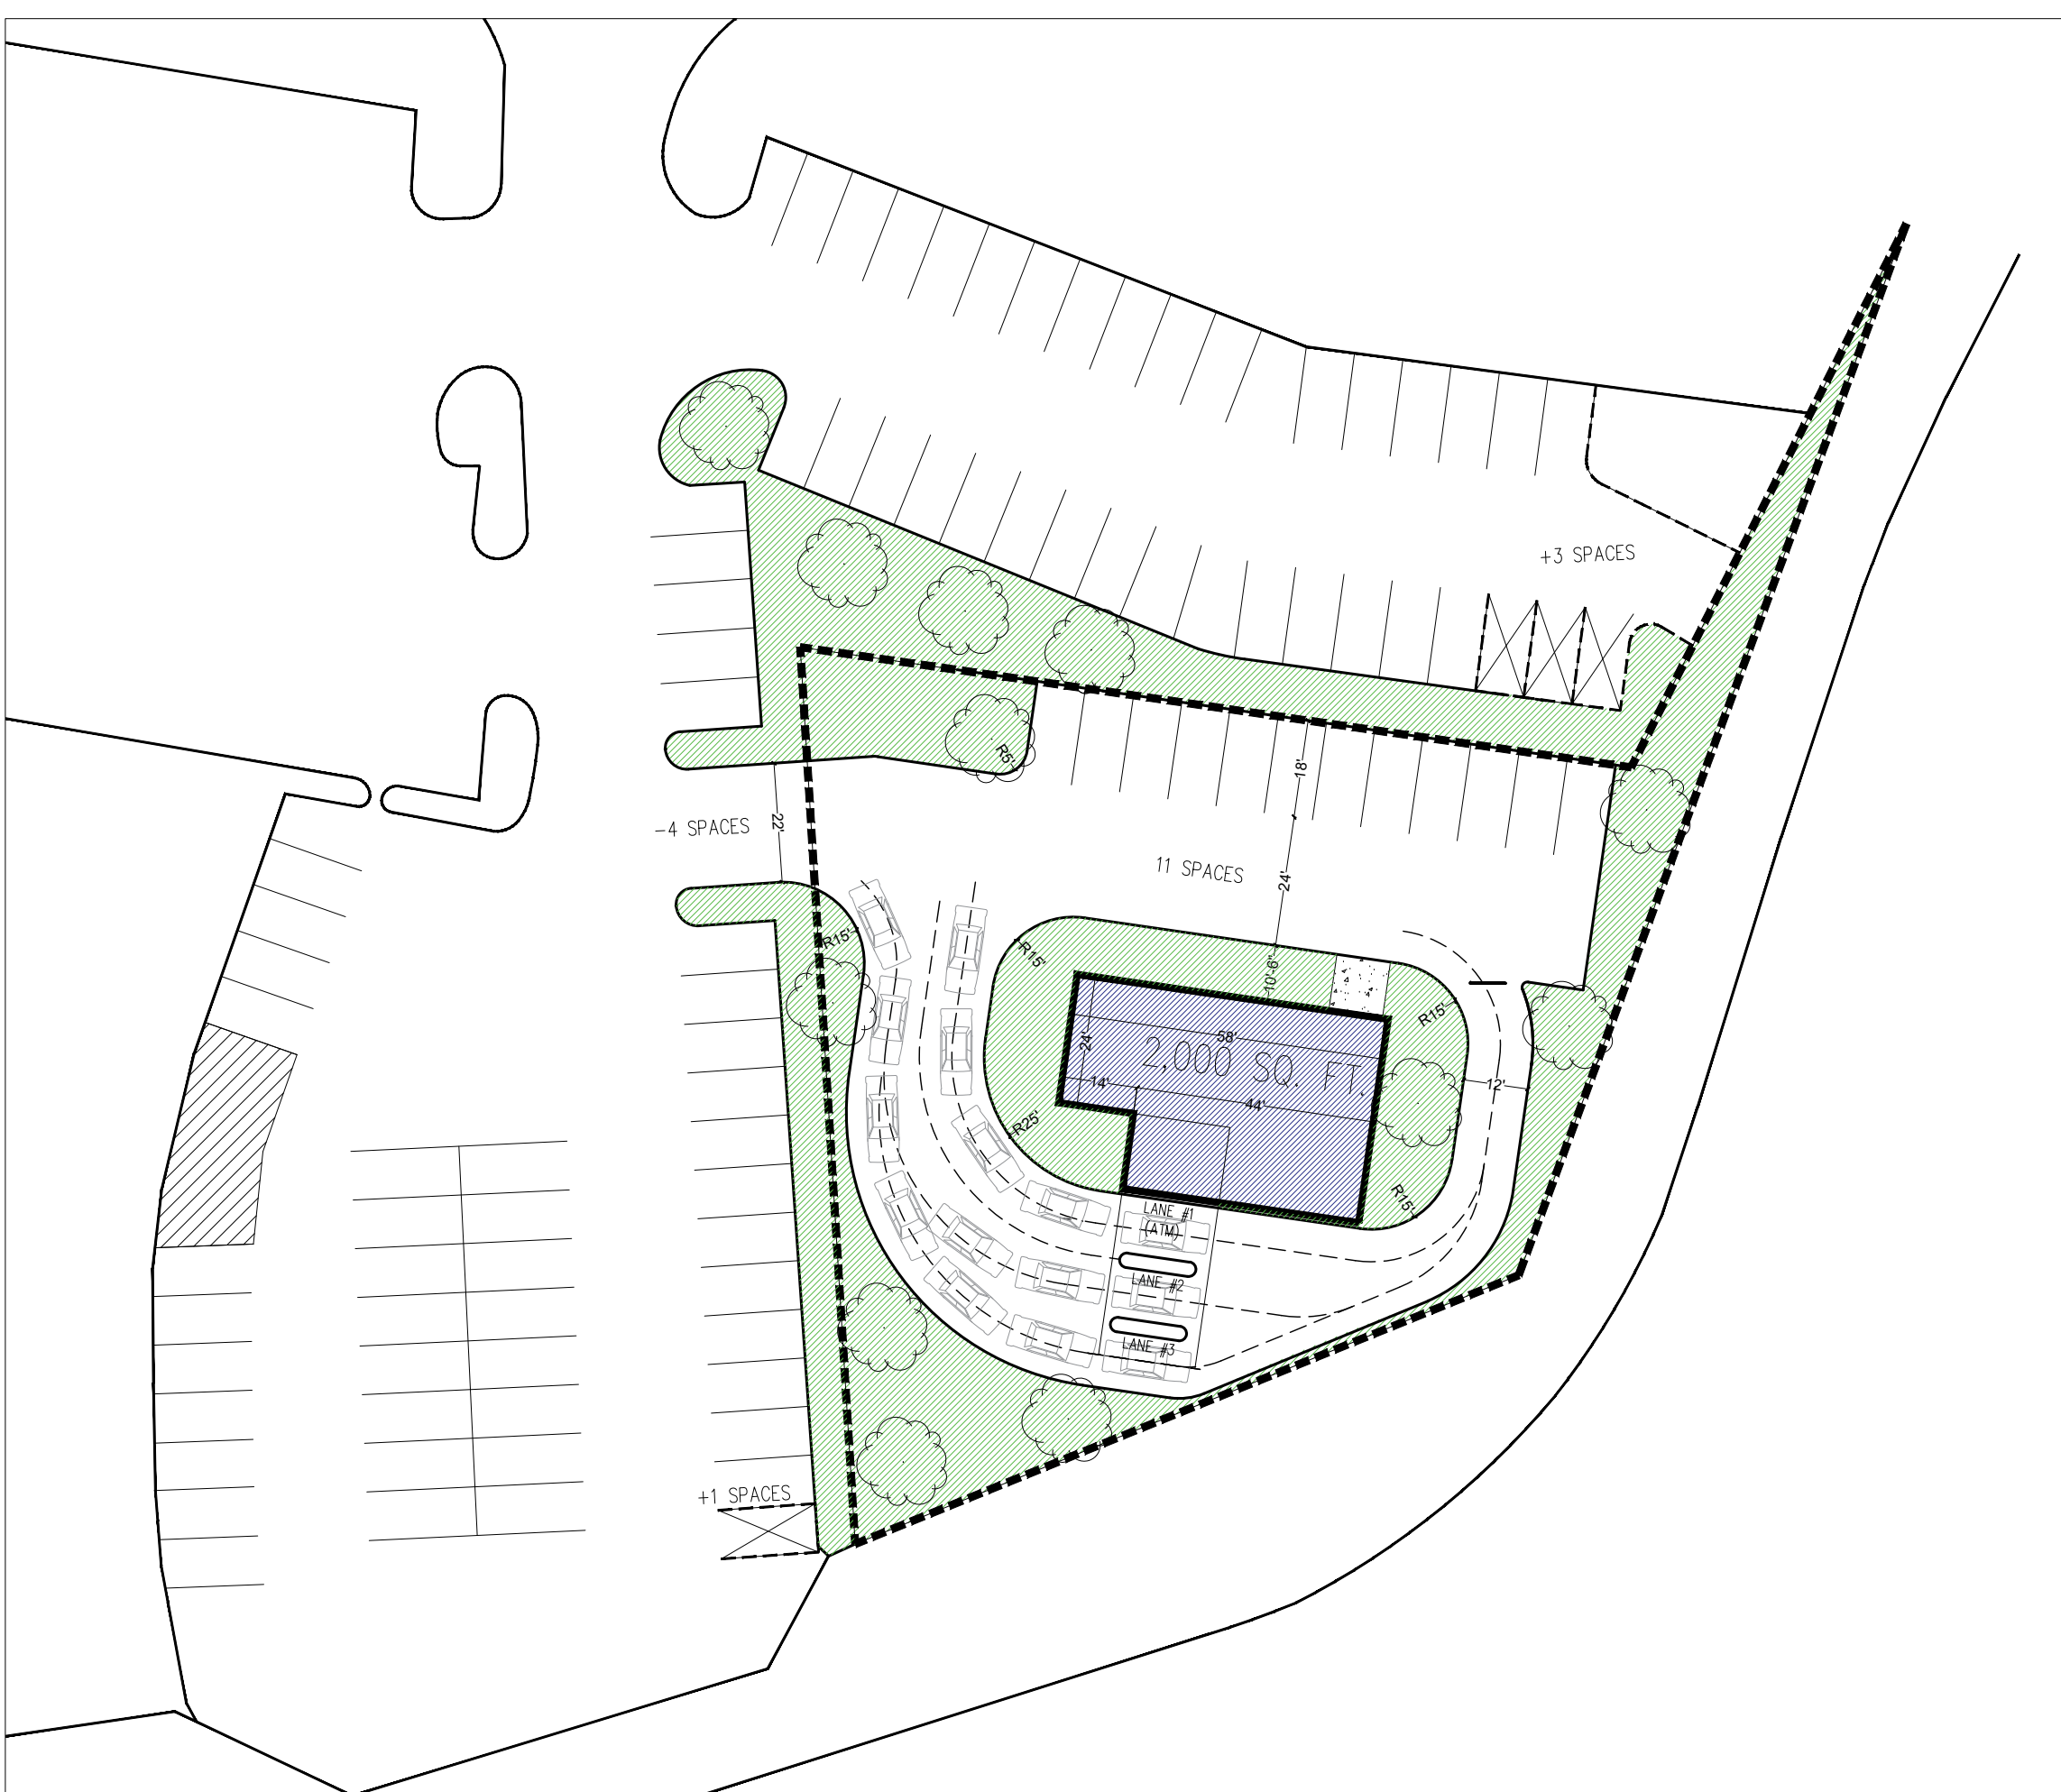 +3 SPACES
R5'
18'
-4 SPACES
22'
11 SPACES
24'
R15'
R15'
10'-6"
R15'
58'
24'
2,000 SQ. FT.
14'
44'
12'
R25'
R15'
LANE #1
(ATM)
LANE #2
LANE #3
+1 SPACES